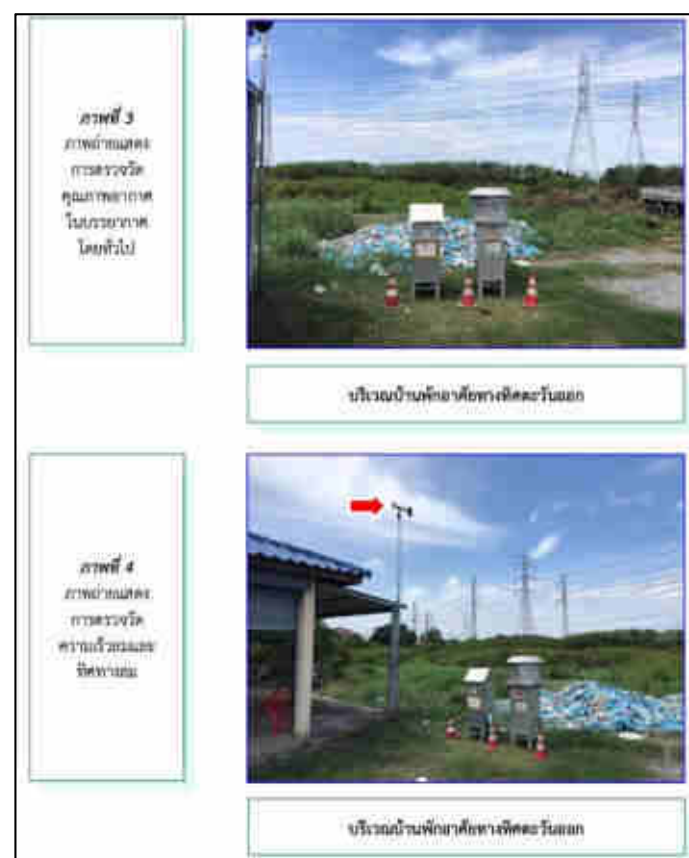 ภาพที่ 3
ภาพถ่ายแสดง
การตรวจวัด
คุณภาพอากาศ
ในบรรยากาศ
โดยทั่วไป
บริเวณบ้านพักอาศัยทางทิศตะวันออก
ภาพที่ 4
ภาพถ่ายแสดง
การตรวจวัด
ความเร็วลมและ
ทิศทางลม
บริเวณบ้านพักอาศัยทางทิศตะวันออก